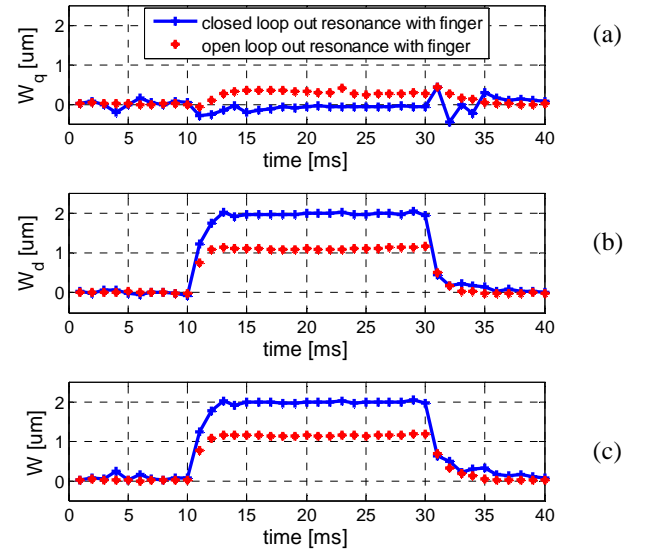 closed loop out resonance with finger
open loop out resonance with finger
(a)
W_q [um]
2
1
0
0 5 10 15 20 25 30 35 40
time [ms]
(b)
W_d [um]
2
1
0
0 5 10 15 20 25 30 35 40
time [ms]
(c)
W [um]
2
1
0
0 5 10 15 20 25 30 35 40
time [ms]